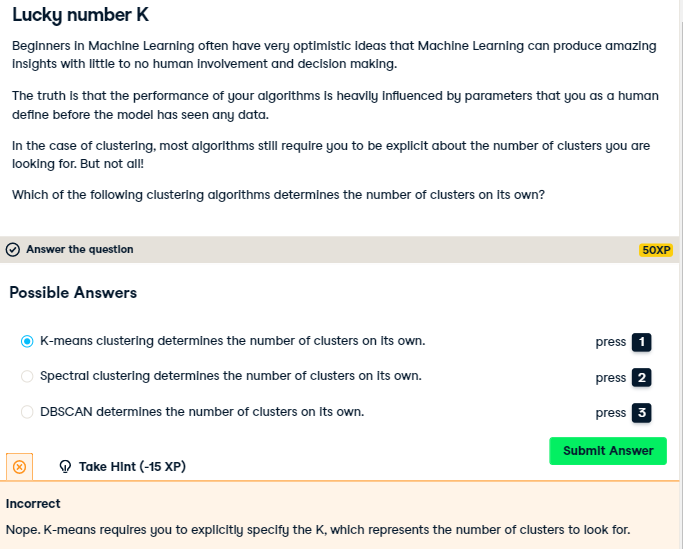 Lucky number K
Beginners in Machine Learning often have very optimistic ideas that Machine Learning can produce amazing
insights with little to no human involvement and decision making.
The truth is that the performance of your algorithms is heavily influenced by parameters that you as a human
define before the model has seen any data.
In the case of clustering, most algorithms still require you to be explicit about the number of clusters you are
looking for. But not all!
Which of the following clustering algorithms determines the number of clusters on its own?
Answer the question 50XP
Possible Answers
K-means clustering determines the number of clusters on its own. press 1
Spectral clustering determines the number of clusters on its own. press 2
DBSCAN determines the number of clusters on its own. press 3
Submit Answer
Take Hint (-15 XP)
Incorrect
Nope. K-means requires you to explicitly specify the K, which represents the number of clusters to look for.